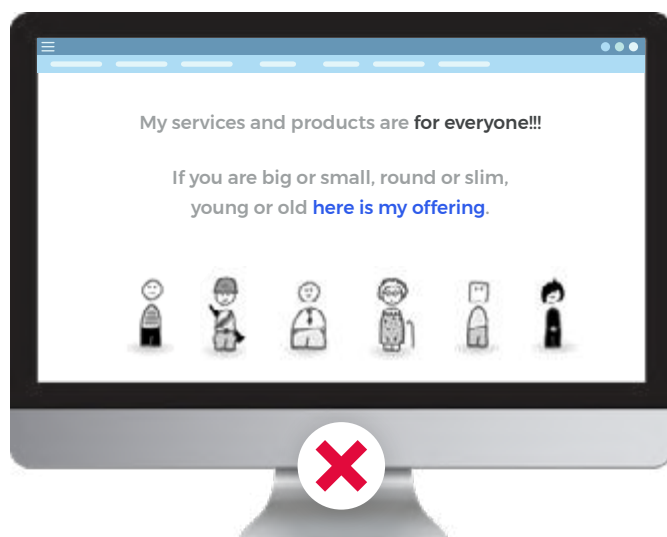 My services and products are for everyone!!!
If you are big or small, round or slim,
young or old here is my offering.